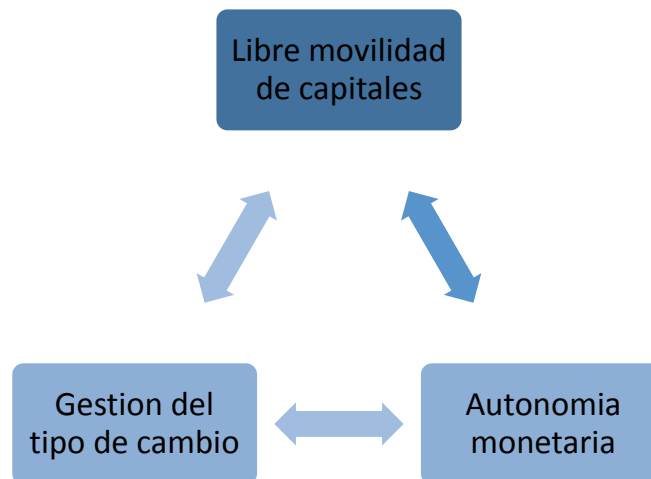 Libre movilidad
de capitales
Gestion del
tipo de cambio
Autonomia
monetaria